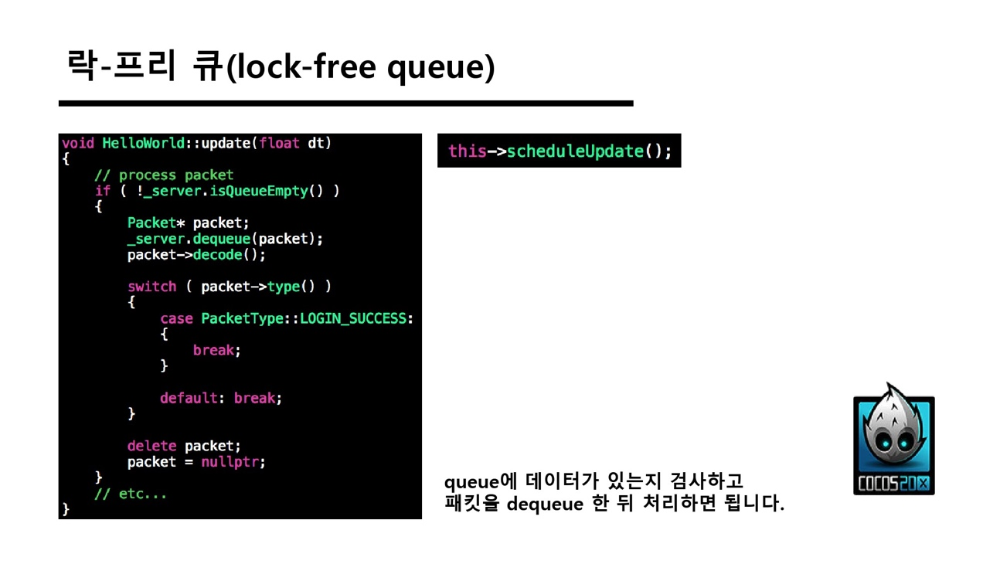 락-프리 큐(lock-free queue)
void HelloWorld::update(float dt)
{
    // process packet
    if ( !_server.isQueueEmpty() )
    {
        Packet* packet;
        _server.dequeue(packet);
        packet->decode();

        switch ( packet->type() )
        {
            case PacketType::LOGIN_SUCCESS:
            {
                break;
            }

            default: break;
        }

        delete packet;
        packet = nullptr;
    }
    // etc...
}
this->scheduleUpdate();
queue에 데이터가 있는지 검사하고
패킷을 dequeue 한 뒤 처리하면 됩니다.
COCOS2DX